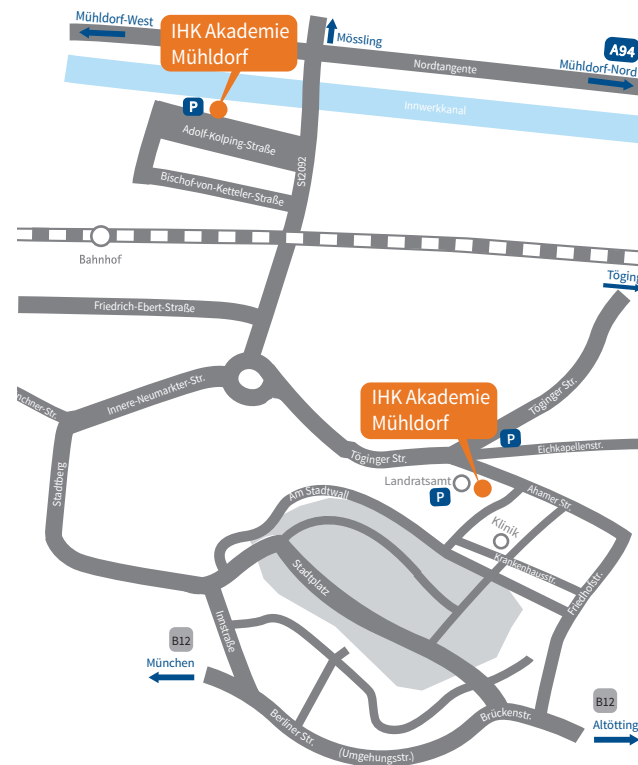 Mühldorf-West
IHK Akademie
Mühldorf
Mössling
A94
Nordtangente
Mühldorf-Nord
P
Innwerkkanal
Adolf-Kolping-Straße
St2092
Bischof-von-Ketteler-Straße
Bahnhof
Töging
Friedrich-Ebert-Straße
Innere-Neumarkter-Str.
nchner-Str.
IHK Akademie
Mühldorf
Töginger Str.
P
Eichkapellenstr.
Töginger Str.
Landratsamt
P
Ahamer Str.
Stadtberg
Am Stadtwall
Klinik
Krankenhausstr.
Stadtplatz
Friedhofstr.
Innstraße
B12
München
B12
Altötting
Brückenstr.
Berliner Str.
(Umgehungsstr.)